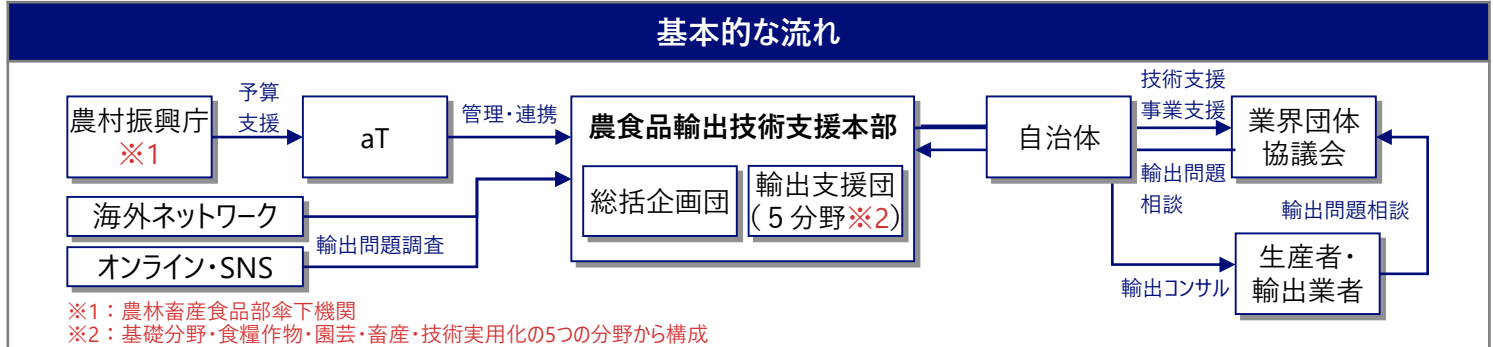 基本的な流れ
農村振興庁
※1
予算
支援
aT
管理・連携
農食品輸出技術支援本部
総括企画団
輸出支援団
(５分野※2)
自治体
技術支援
事業支援
輸出問題
相談
業界団体
協議会
海外ネットワーク
オンライン・SNS
輸出問題調査
輸出問題相談
輸出コンサル
生産者・
輸出業者
※1：農林畜産食品部傘下機関
※2：基礎分野・食糧作物・園芸・畜産・技術実用化の5つの分野から構成